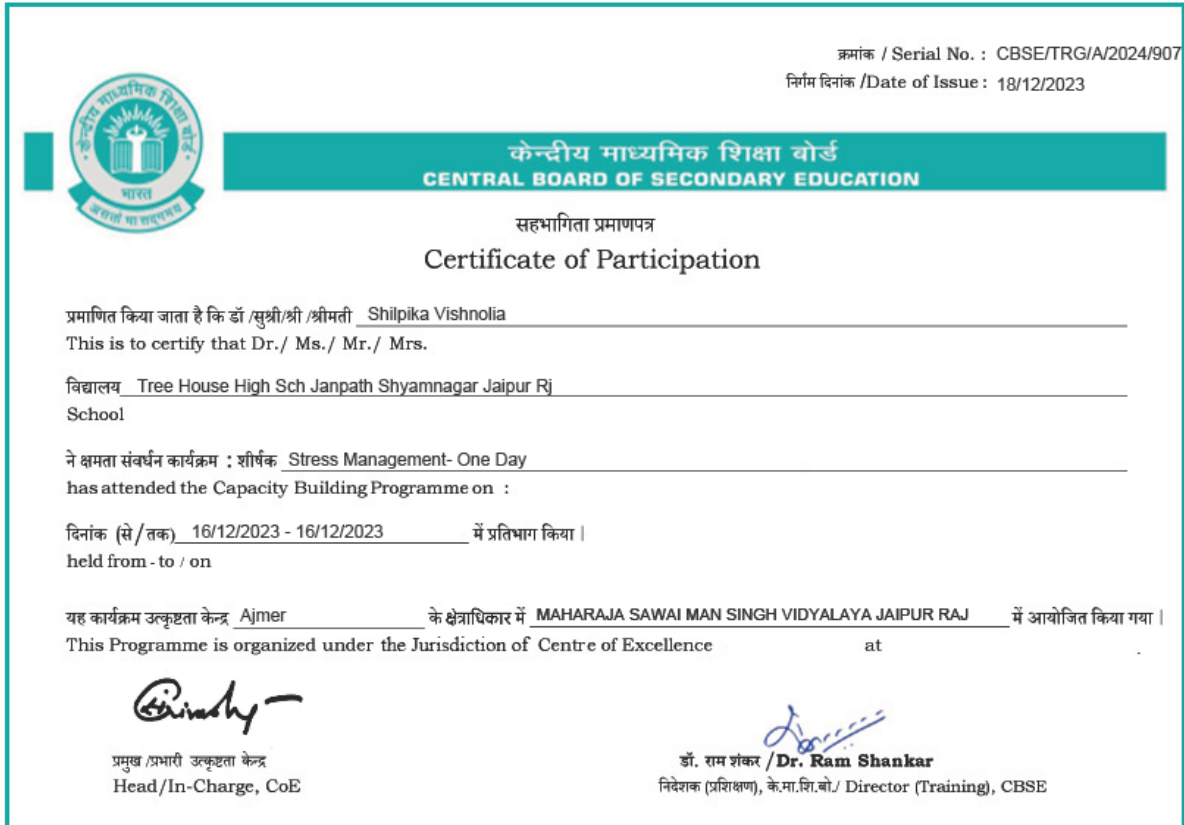 क्रमांक / Serial No. : CBSE/TRG/A/2024/907
निर्गम दिनांक /Date of Issue : 18/12/2023
केन्द्रीय माध्यमिक शिक्षा बोर्ड
भारत
असतो मा सद्गमय
केन्द्रीय माध्यमिक शिक्षा बोर्ड
CENTRAL BOARD OF SECONDARY EDUCATION
सहभागिता प्रमाणपत्र
Certificate of Participation
प्रमाणित किया जाता है कि डॉ /सुश्री/श्री /श्रीमती Shilpika Vishnolia
This is to certify that Dr./ Ms./ Mr./ Mrs.
विद्यालय Tree House High Sch Janpath Shyamnagar Jaipur Rj
School
ने क्षमता संवर्धन कार्यक्रम : शीर्षक Stress Management- One Day
has attended the Capacity Building Programme on :
दिनांक (से/तक) 16/12/2023 - 16/12/2023 में प्रतिभाग किया |
held from - to / on
यह कार्यक्रम उत्कृष्टता केन्द्र Ajmer के क्षेत्राधिकार में MAHARAJA SAWAI MAN SINGH VIDYALAYA JAIPUR RAJ में आयोजित किया गया |
This Programme is organized under the Jurisdiction of Centre of Excellence at .
प्रमुख /प्रभारी उत्कृष्टता केन्द्र
Head/In-Charge, CoE
डॉ. राम शंकर /Dr. Ram Shankar
निदेशक (प्रशिक्षण), के.मा.शि.बो./ Director (Training), CBSE